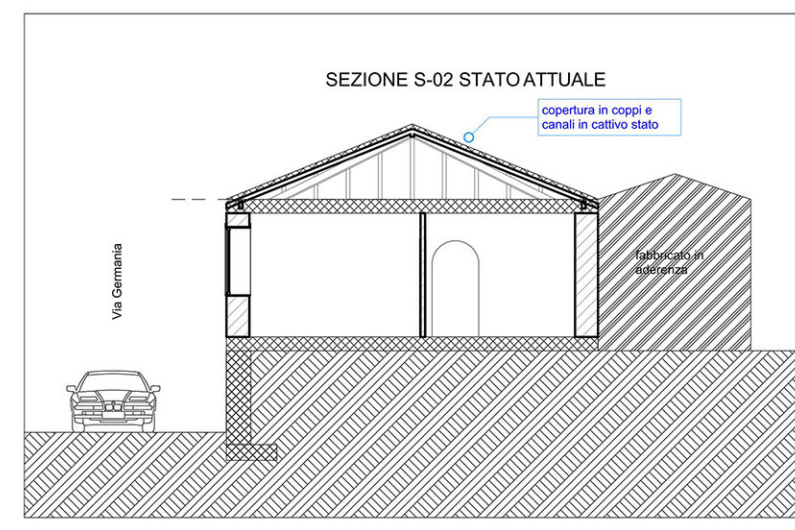 SEZIONE S-02 STATO ATTUALE
copertura in coppi e
canali in cattivo stato
Via Germania
fabbricato in
aderenza